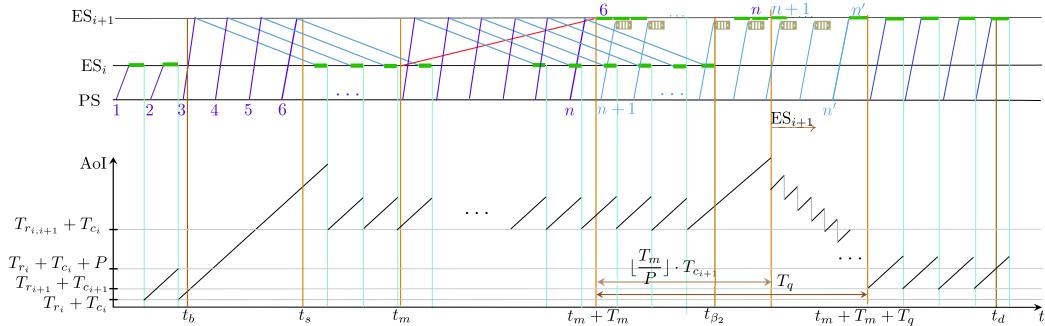 ES_{i+1}
6
...
n
n+1
...
n′
ES_i
PS
1
2
3
4
5
6
...
n
n+1
...
n′
ES_{i+1}
AoI
T_{r_{i,i+1}} + T_{c_i}
...
T_{r_i} + T_{c_i} + P
T_{r_{i+1}} + T_{c_{i+1}}
T_{r_i} + T_{c_i}
⌊T_m/P⌋ · T_{c_{i+1}}
T_q
...
t_b
t_s
t_m
t_m + T_m
t_{β_2}
t_m + T_m + T_q
t_d
t